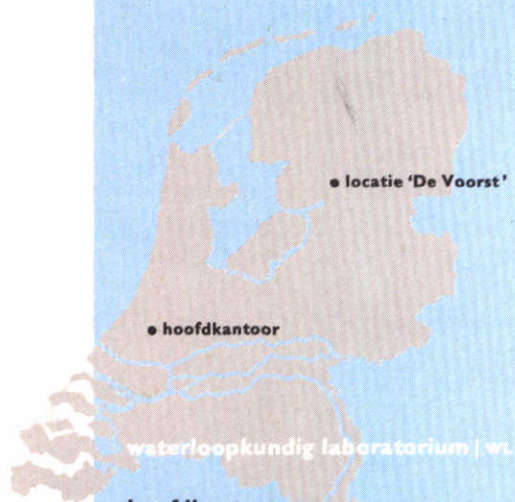 • locatie 'De Voorst'
• hoofdkantoor
waterloopkundig laboratorium | WL